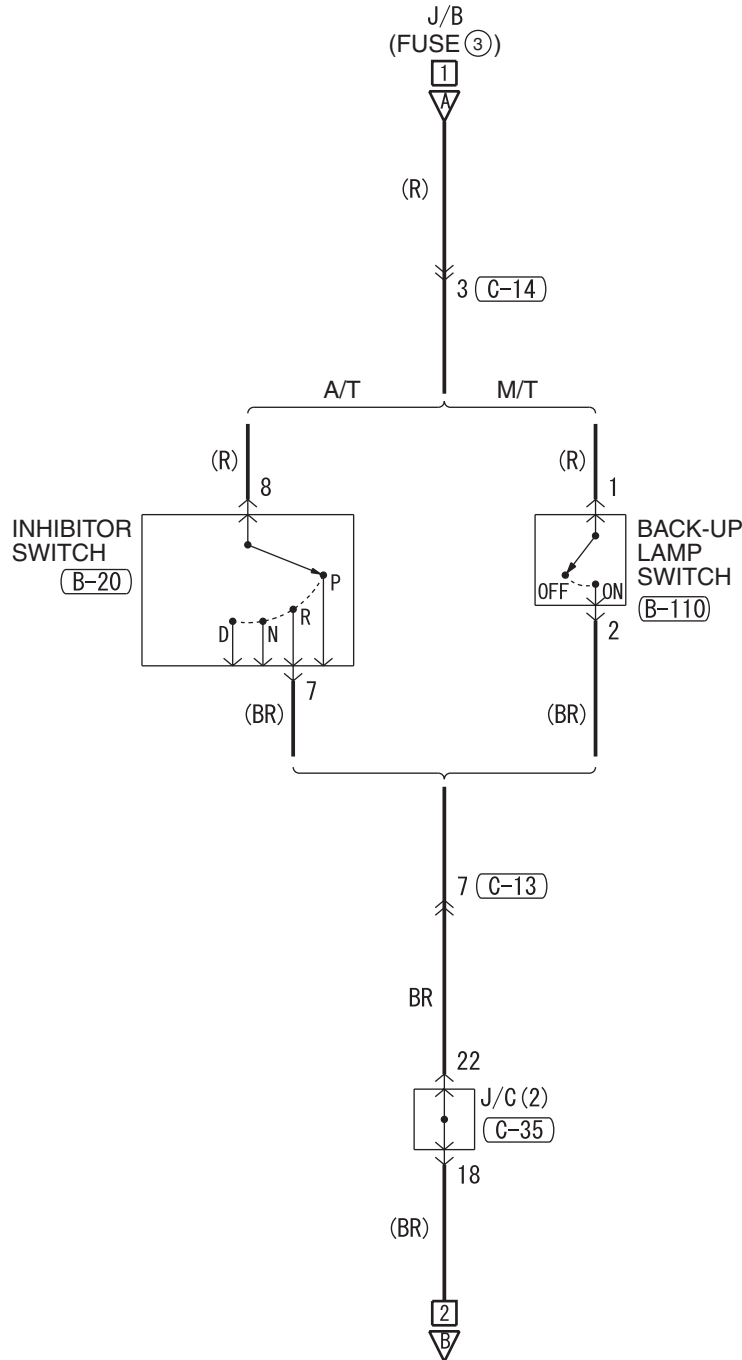 J/B
(FUSE ③)
1
A
(R)
3 C-14
A/T M/T
(R) (R)
8 1
INHIBITOR
SWITCH
B-20
P
R
N
D
7
(BR)
BACK-UP
LAMP
SWITCH
B-110
OFF ON
2
(BR)
7 C-13
BR
22
J/C (2)
C-35
18
(BR)
2
B